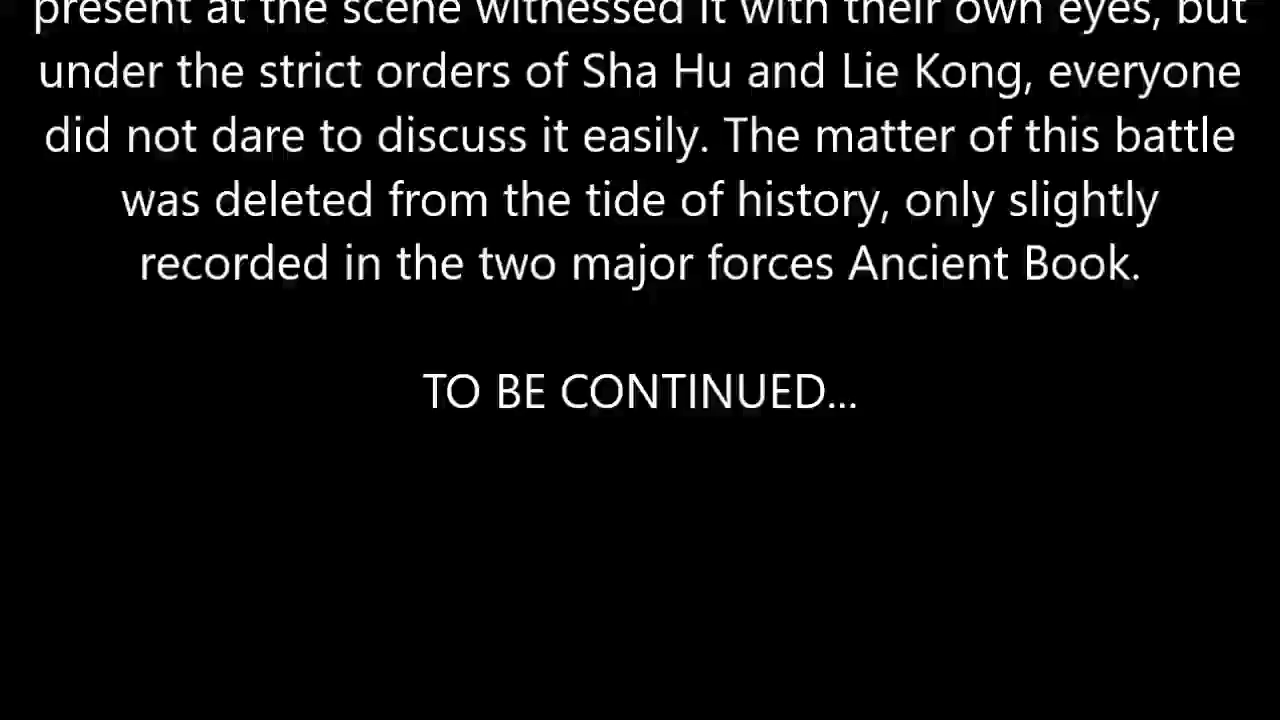 present at the scene witnessed it with their own eyes, but
under the strict orders of Sha Hu and Lie Kong, everyone
did not dare to discuss it easily. The matter of this battle
was deleted from the tide of history, only slightly
recorded in the two major forces Ancient Book.
TO BE CONTINUED...